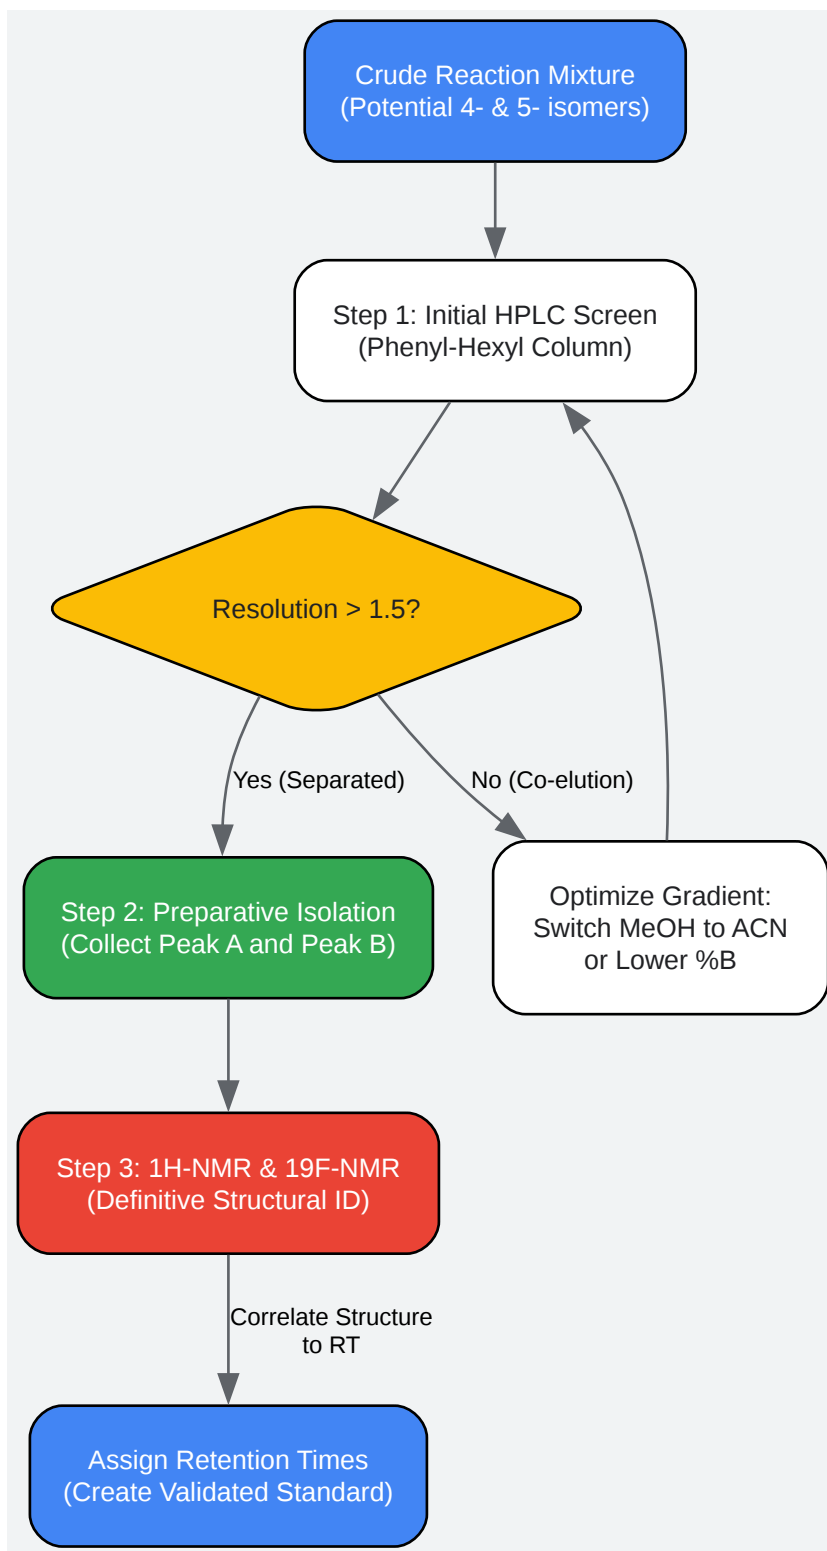 Crude Reaction Mixture
(Potential 4- & 5- isomers)
Step 1: Initial HPLC Screen
(Phenyl-Hexyl Column)
Resolution > 1.5?
Yes (Separated)
No (Co-elution)
Step 2: Preparative Isolation
(Collect Peak A and Peak B)
Optimize Gradient:
Switch MeOH to ACN
or Lower %B
Step 3: 1H-NMR & 19F-NMR
(Definitive Structural ID)
Correlate Structure
to RT
Assign Retention Times
(Create Validated Standard)